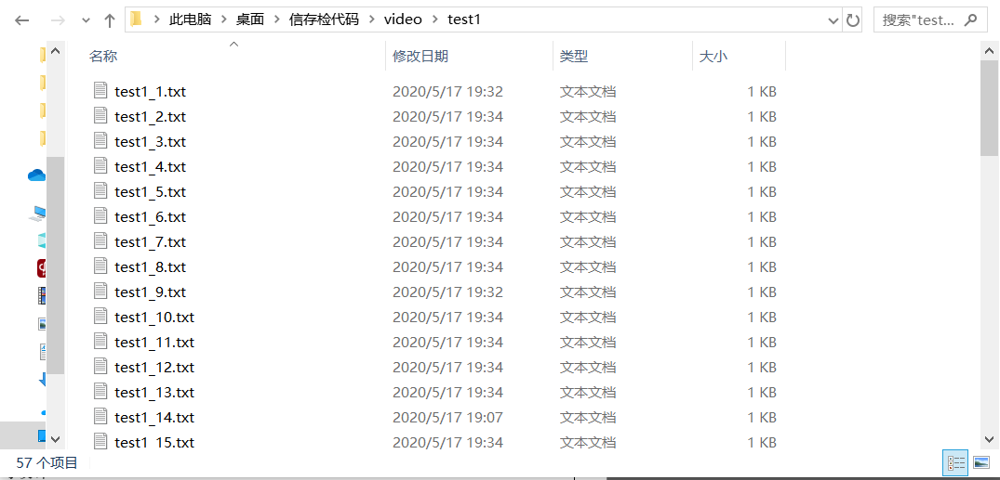 此电脑 > 桌面 > 信存检代码 > video > test1
搜索"test...
名称 修改日期 类型 大小
test1_1.txt 2020/5/17 19:32 文本文档 1 KB
test1_2.txt 2020/5/17 19:34 文本文档 1 KB
test1_3.txt 2020/5/17 19:34 文本文档 1 KB
test1_4.txt 2020/5/17 19:34 文本文档 1 KB
test1_5.txt 2020/5/17 19:34 文本文档 1 KB
test1_6.txt 2020/5/17 19:34 文本文档 1 KB
test1_7.txt 2020/5/17 19:34 文本文档 1 KB
test1_8.txt 2020/5/17 19:34 文本文档 1 KB
test1_9.txt 2020/5/17 19:32 文本文档 1 KB
test1_10.txt 2020/5/17 19:34 文本文档 1 KB
test1_11.txt 2020/5/17 19:34 文本文档 1 KB
test1_12.txt 2020/5/17 19:34 文本文档 1 KB
test1_13.txt 2020/5/17 19:34 文本文档 1 KB
test1_14.txt 2020/5/17 19:07 文本文档 1 KB
test1_15.txt 2020/5/17 19:34 文本文档 1 KB
57 个项目